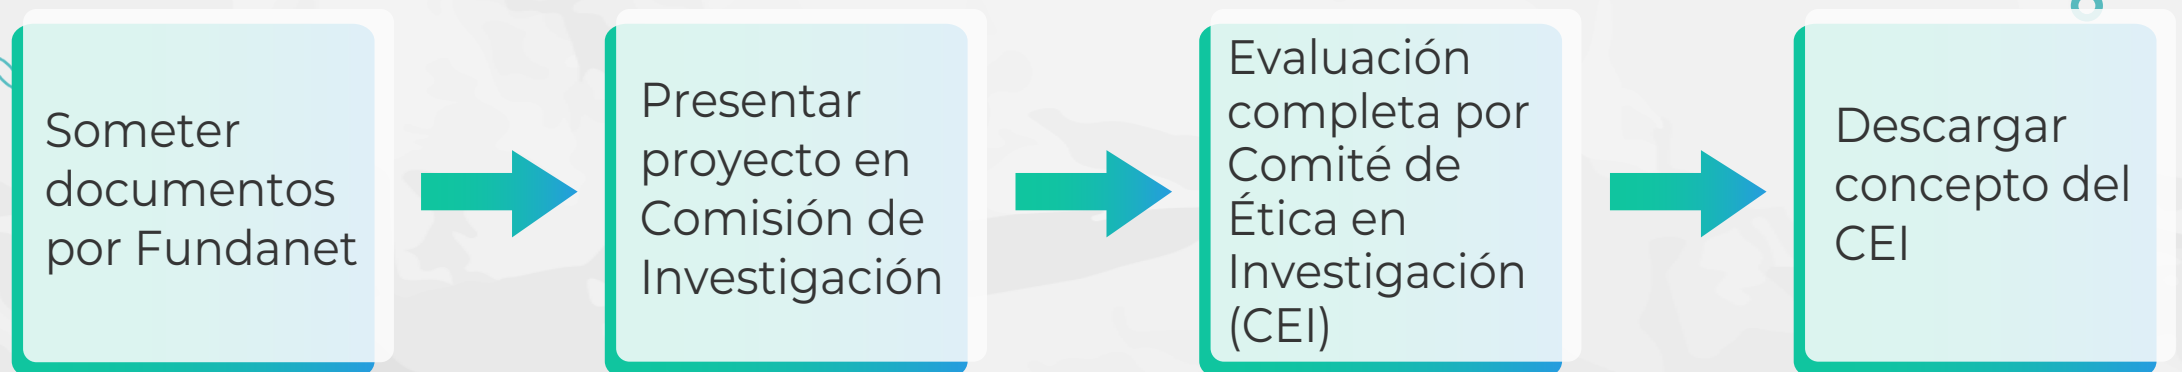 Someter
documentos
por Fundanet
Presentar
proyecto en
Comisión de
Investigación
Evaluación
completa por
Comité de
Ética en
Investigación
(CEI)
Descargar
concepto del
CEI